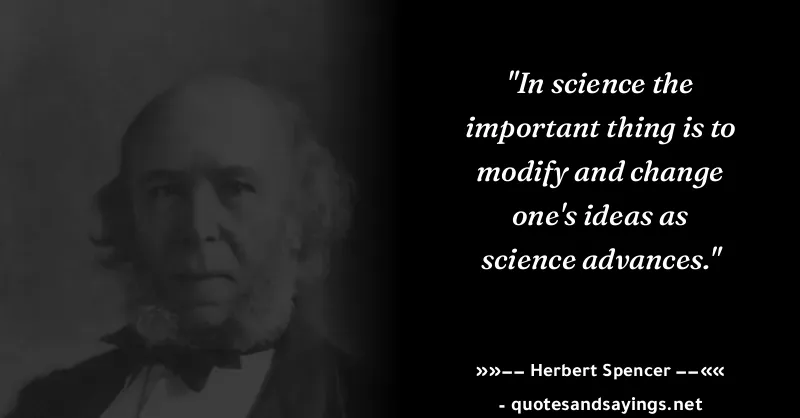 "In science the
important thing is to
modify and change
one's ideas as
science advances."
»»−− Herbert Spencer −−««
- quotesandsayings.net